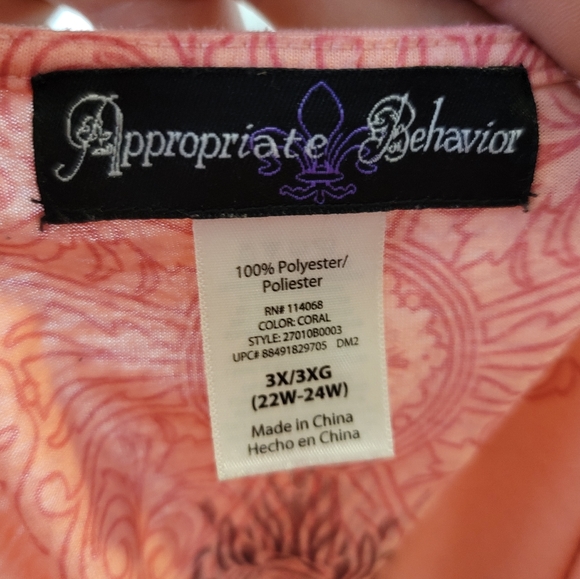 Appropriate Behavior
100% Polyester/
Poliester
RN# 114068
COLOR: CORAL
STYLE: 27010B0003
UPC# 88491829705 DM2
3X/3XG
(22W-24W)
Made in China
Hecho en China